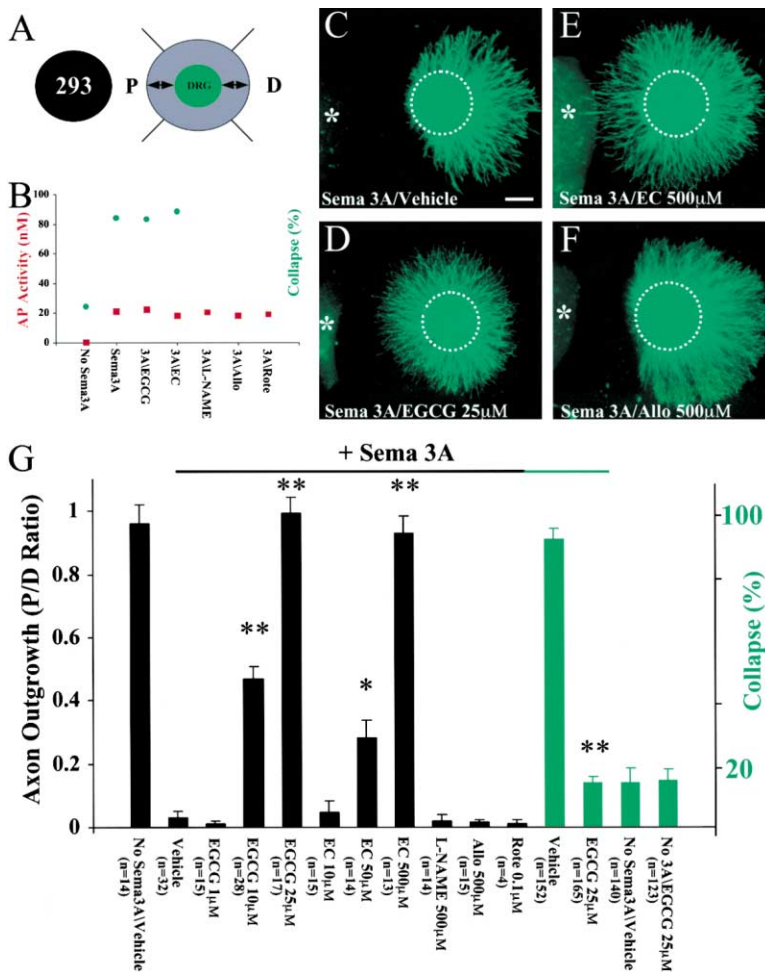 A
293
P
DRG
D
B
AP Activity (nM)
100
80
60
40
20
0
Collapse (%)
No Sema3A
Sema3A
3A\EGCG
3A\EC
3A\L-NAME
3A\Allo
3A\Rote
C
*
Sema 3A/Vehicle
E
*
Sema 3A/EC 500μM
D
*
Sema 3A/EGCG 25μM
F
*
Sema 3A/Allo 500μM
G
+ Sema 3A
Axon Outgrowth (P/D Ratio)
1
0.8
0.6
0.4
0.2
0
**
**
*
**
**
100
20
Collapse (%)
No Sema3A\Vehicle
(n=14)
Vehicle
(n=32)
EGCG 1μM
(n=15)
EGCG 10μM
(n=28)
EGCG 25μM
(n=17)
EC 10μM
(n=15)
EC 50μM
(n=14)
EC 500μM
(n=13)
L-NAME 500μM
(n=14)
Allo 500μM
(n=15)
Rote 0.1μM
(n=4)
Vehicle
(n=152)
EGCG 25μM
(n=165)
No Sema3A\Vehicle
(n=140)
No 3A\EGCG 25μM
(n=123)